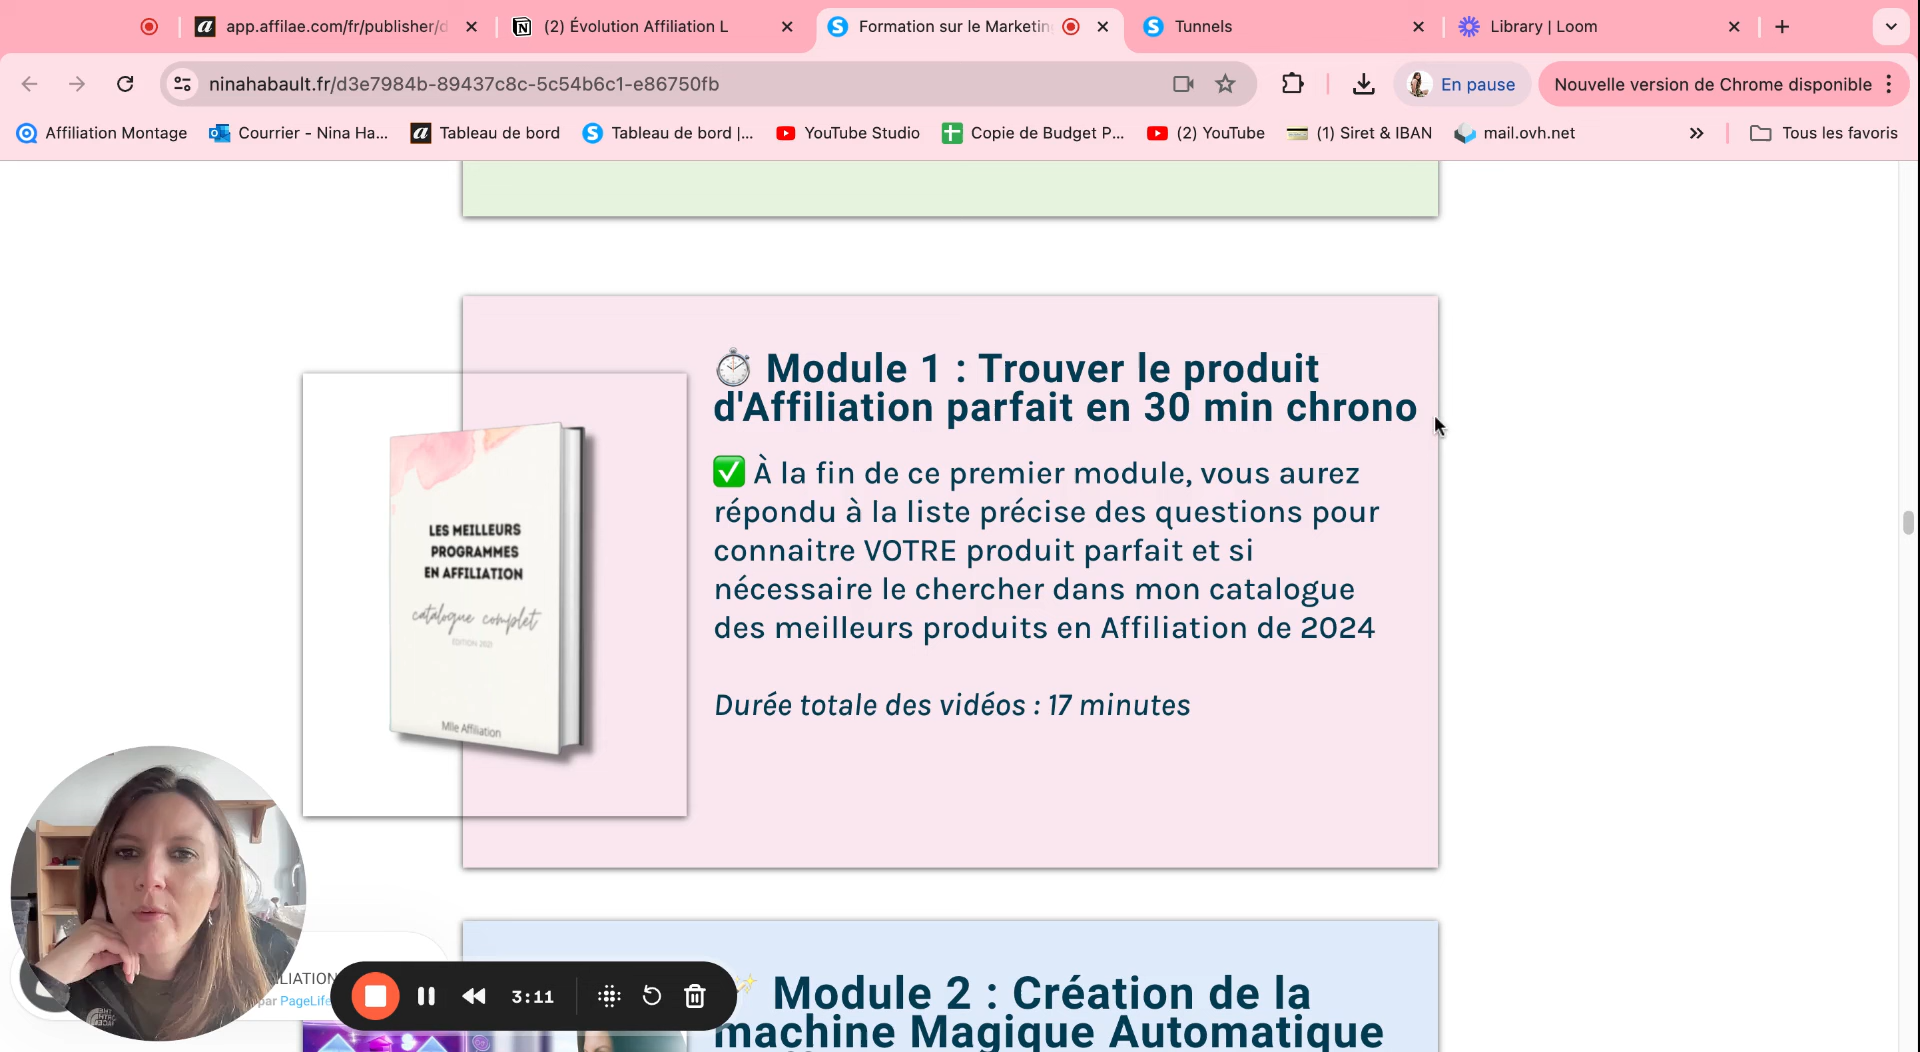 app.affilae.com/fr/publisher/d
(2) Évolution Affiliation L
Formation sur le Marketin
Tunnels
Library | Loom
ninahabault.fr/d3e7984b-89437c8c-5c54b6c1-e86750fb
En pause
Nouvelle version de Chrome disponible
Affiliation Montage
Courrier - Nina Ha...
Tableau de bord
Tableau de bord |...
YouTube Studio
Copie de Budget P...
(2) YouTube
(1) Siret & IBAN
mail.ovh.net
Tous les favoris
Module 1 : Trouver le produit
d'Affiliation parfait en 30 min chrono
À la fin de ce premier module, vous aurez
répondu à la liste précise des questions pour
connaitre VOTRE produit parfait et si
nécessaire le chercher dans mon catalogue
des meilleurs produits en Affiliation de 2024
Durée totale des vidéos : 17 minutes
LES MEILLEURS
PROGRAMMES
EN AFFILIATION
catalogue complet
EDITION 2021
Mlle Affiliation
LIATION
par PageLife
3:11
Module 2 : Création de la
machine Magique Automatique